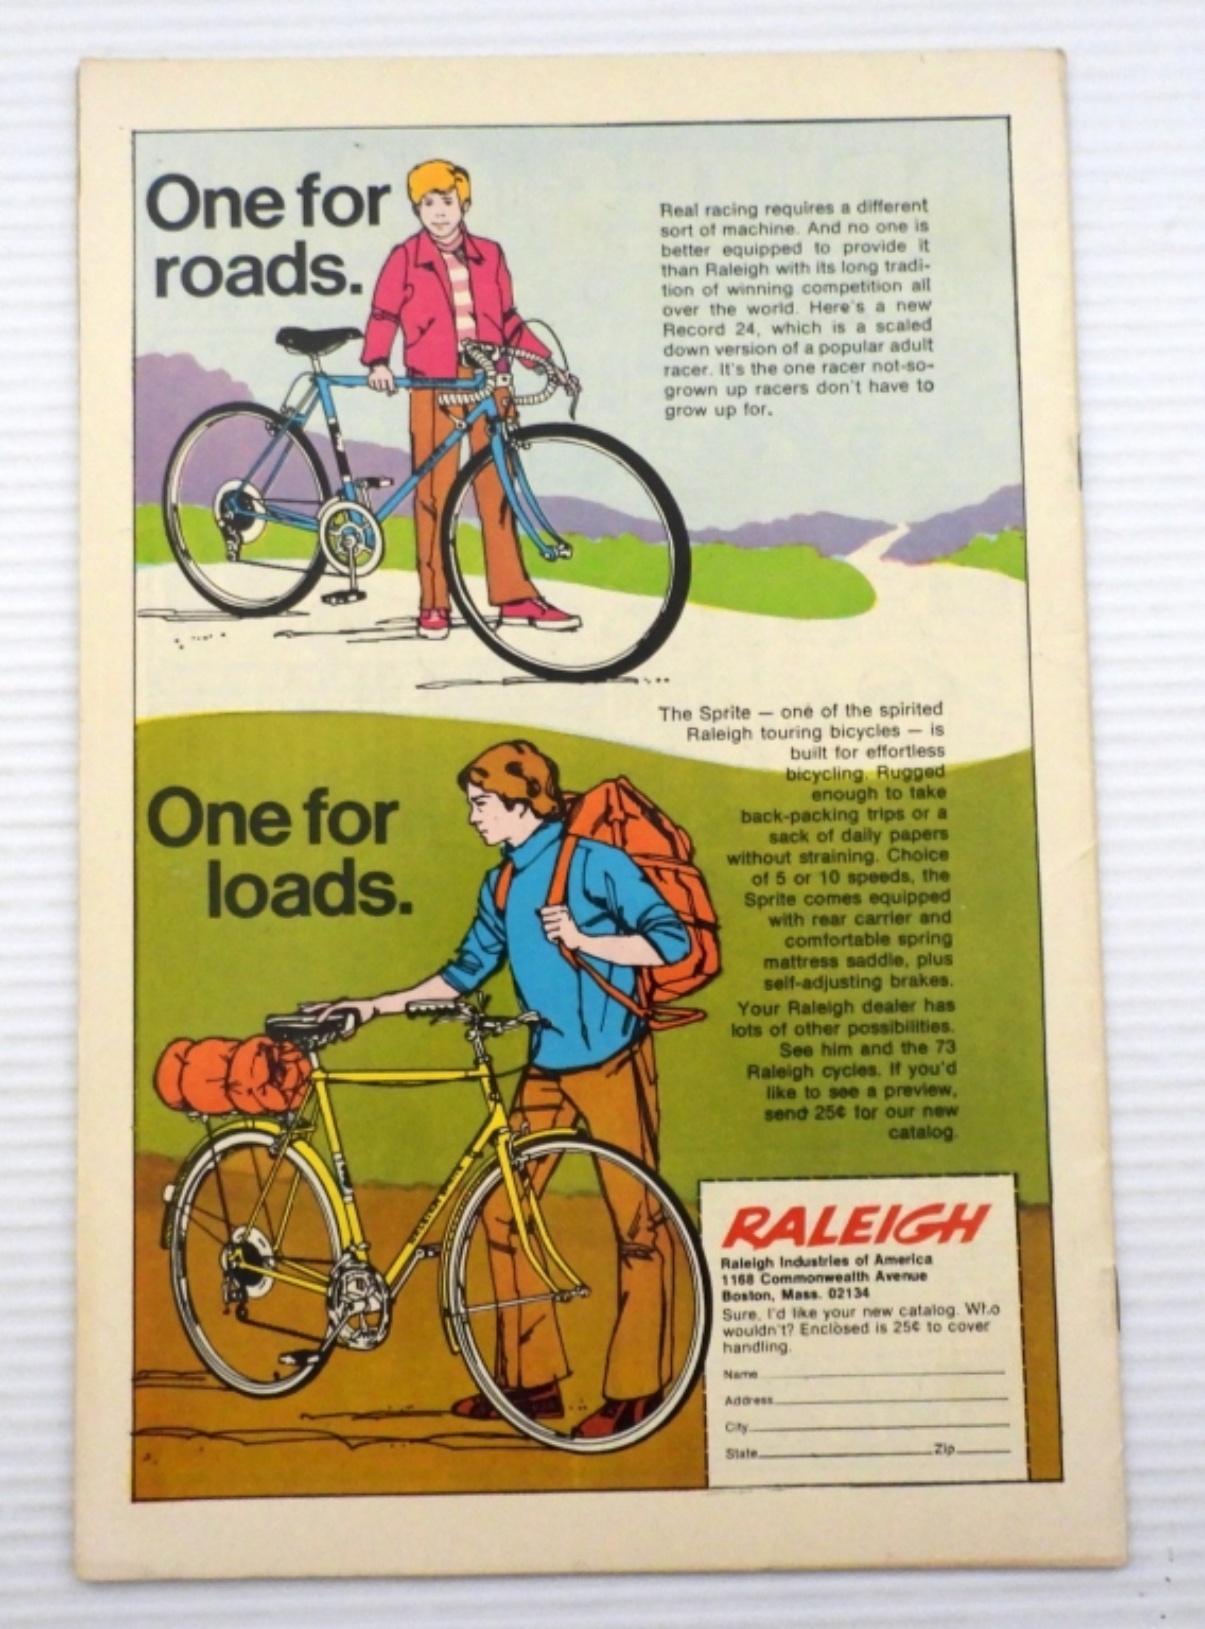 One for
roads.
Real racing requires a different
sort of machine. And no one is
better equipped to provide it
than Raleigh with its long tradi-
tion of winning competition all
over the world. Here's a new
Record 24, which is a scaled
down version of a popular adult
racer. It's the one racer not-so-
grown up racers don't have to
grow up for.
The Sprite — one of the spirited
Raleigh touring bicycles — is
built for effortless
bicycling. Rugged
enough to take
back-packing trips or a
sack of daily papers
without straining. Choice
of 5 or 10 speeds, the
Sprite comes equipped
with rear carrier and
comfortable spring
mattress saddle, plus
self-adjusting brakes.
Your Raleigh dealer has
lots of other possibilities.
See him and the 73
Raleigh cycles. If you'd
like to see a preview,
send 25¢ for our new
catalog.
One for
loads.
RALEIGH
Raleigh Industries of America
1168 Commonwealth Avenue
Boston, Mass. 02134
Sure, I'd like your new catalog. Who
wouldn't? Enclosed is 25¢ to cover
handling.
Name
Address
City
State Zip